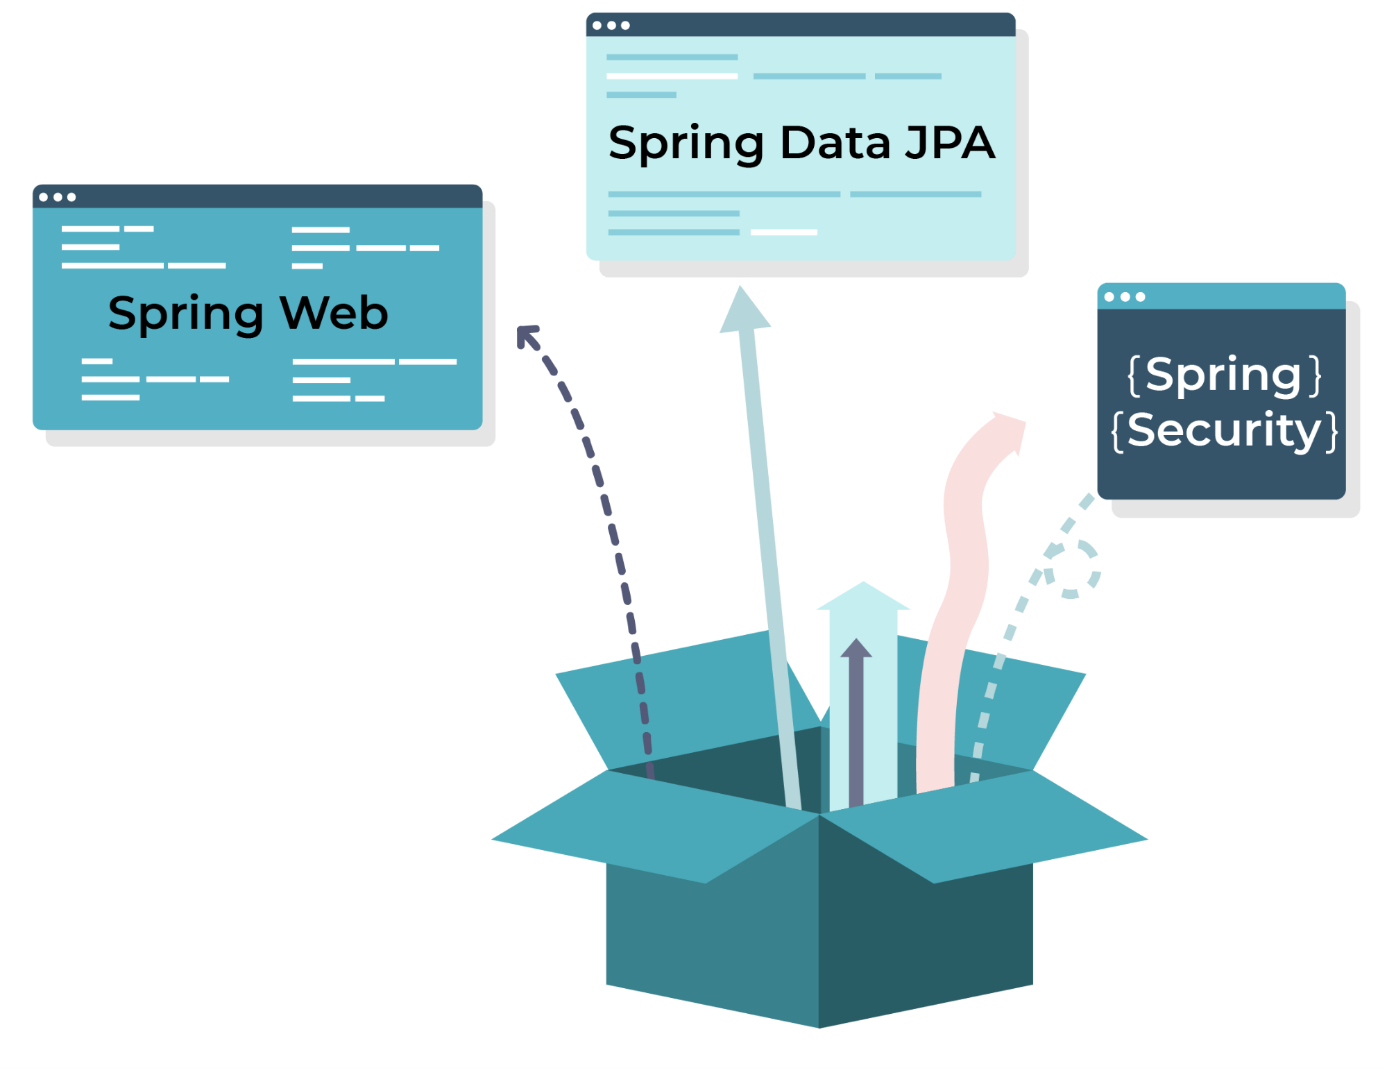 Spring Data JPA
Spring Web
{Spring}
{Security}